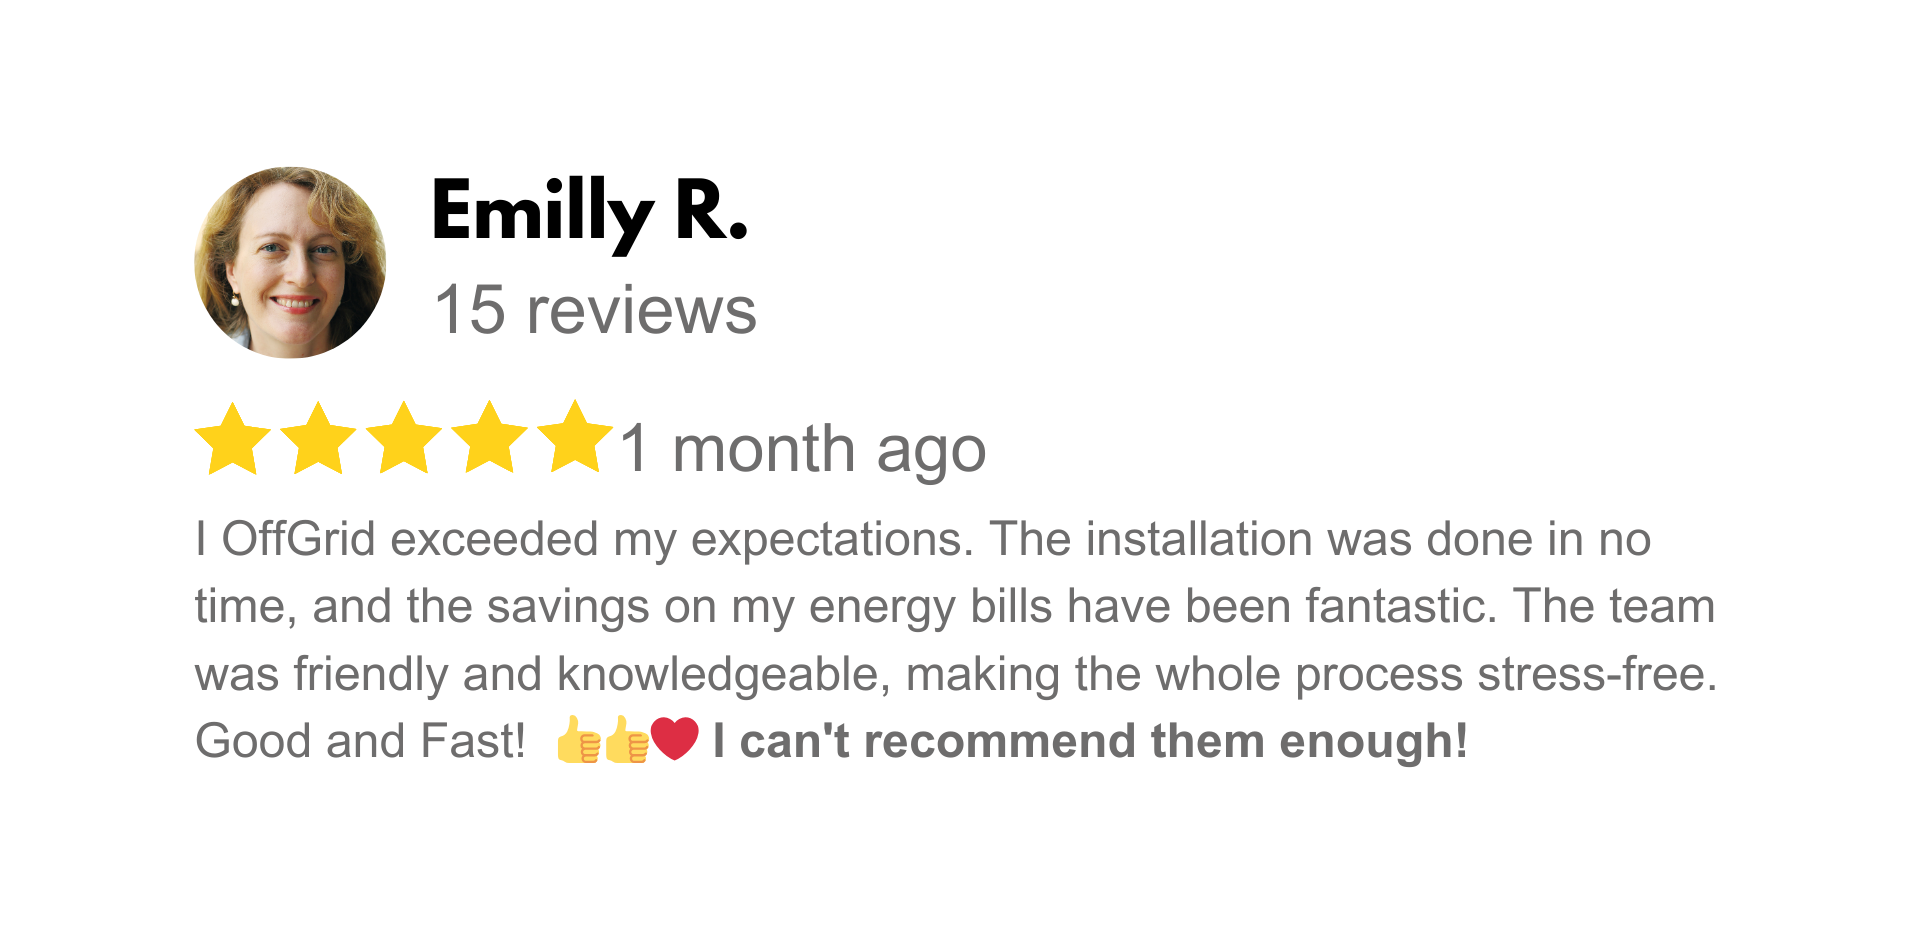 Emilly R.
15 reviews
1 month ago
I OffGrid exceeded my expectations. The installation was done in no
time, and the savings on my energy bills have been fantastic. The team
was friendly and knowledgeable, making the whole process stress-free.
Good and Fast! 👍👍❤️ I can't recommend them enough!